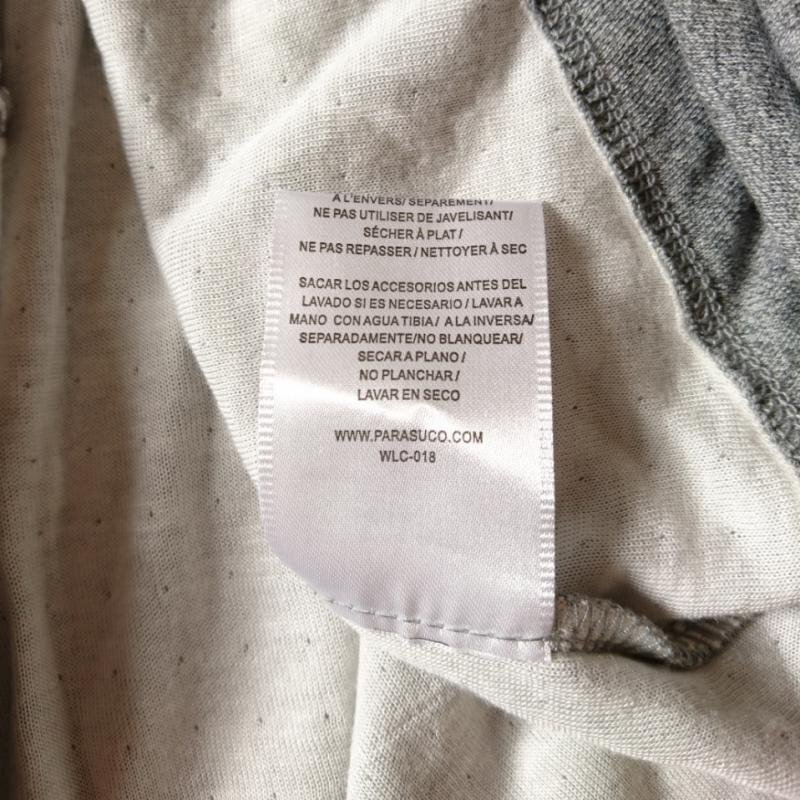 A L'ENVERS/ SEPAREMENT/
NE PAS UTILISER DE JAVELISANT/
SÉCHER À PLAT/
NE PAS REPASSER / NETTOYER À SEC
SACAR LOS ACCESORIOS ANTES DEL
LAVADO SI ES NECESARIO / LAVAR A
MANO CON AGUA TIBIA/ A LA INVERSA/
SEPARADAMENTE/NO BLANQUEAR/
SECAR A PLANO /
NO PLANCHAR /
LAVAR EN SECO
WWW.PARASUCO.COM
WLC-018